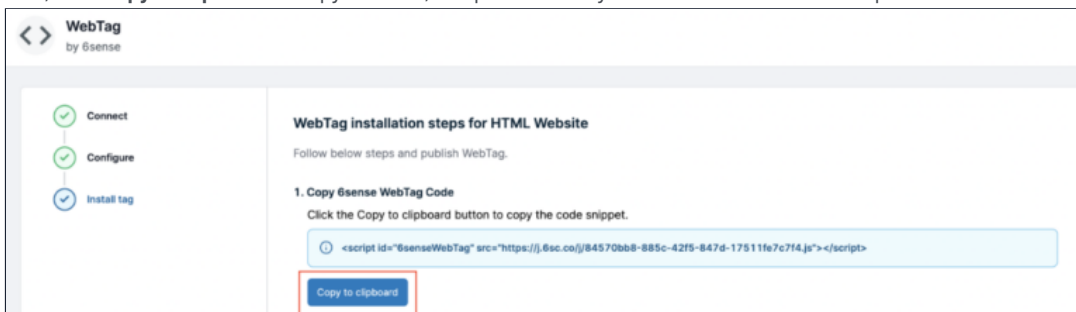 WebTag
by 6sense
Connect
Configure
Install tag
WebTag installation steps for HTML Website
Follow below steps and publish WebTag.
1. Copy 6sense WebTag Code
Click the Copy to clipboard button to copy the code snippet.
<script id="6senseWebTag" src="https://j.6sc.co/j/84570bb8-885c-42f5-847d-17511fe7c7f4.js"></script>
Copy to clipboard